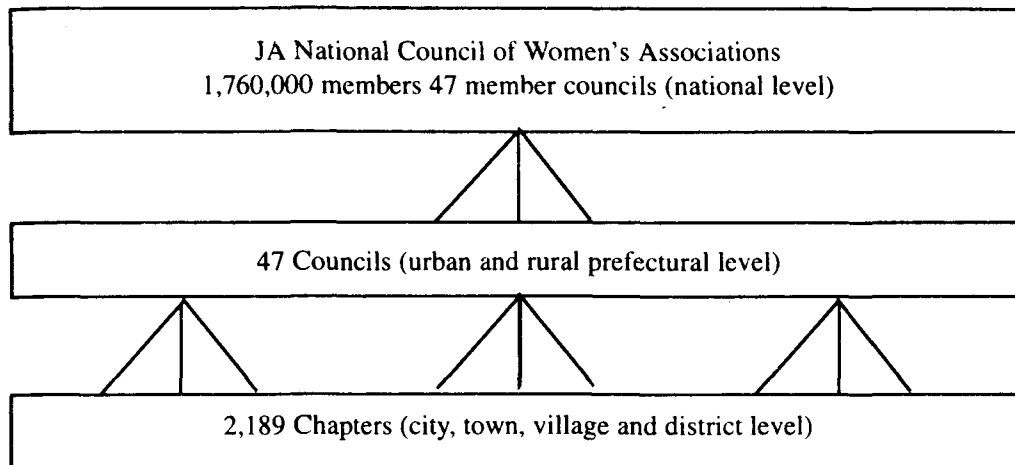 JA National Council of Women's Associations
1,760,000 members 47 member councils (national level)
47 Councils (urban and rural prefectural level)
2,189 Chapters (city, town, village and district level)